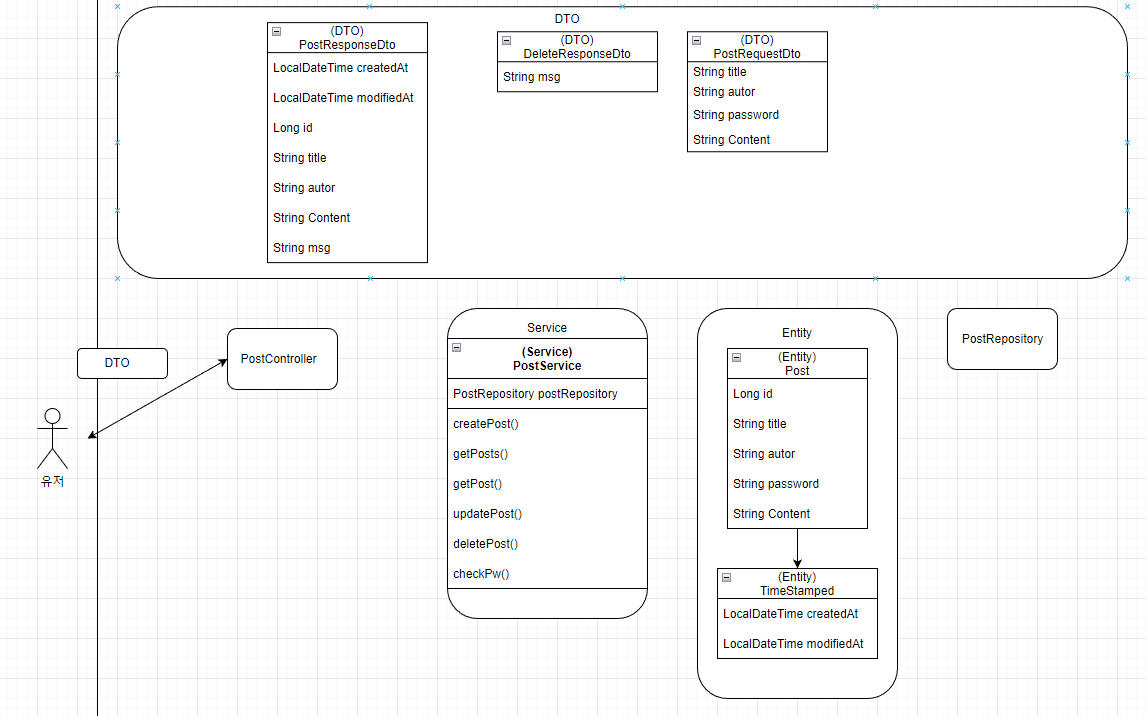 DTO
(DTO)
PostResponseDto
LocalDateTime createdAt
LocalDateTime modifiedAt
Long id
String title
String autor
String Content
String msg
(DTO)
DeleteResponseDto
String msg
(DTO)
PostRequestDto
String title
String autor
String password
String Content
DTO
유저
PostController
Service
(Service)
PostService
PostRepository postRepository
createPost()
getPosts()
getPost()
updatePost()
deletePost()
checkPw()
Entity
(Entity)
Post
Long id
String title
String autor
String password
String Content
(Entity)
TimeStamped
LocalDateTime createdAt
LocalDateTime modifiedAt
PostRepository